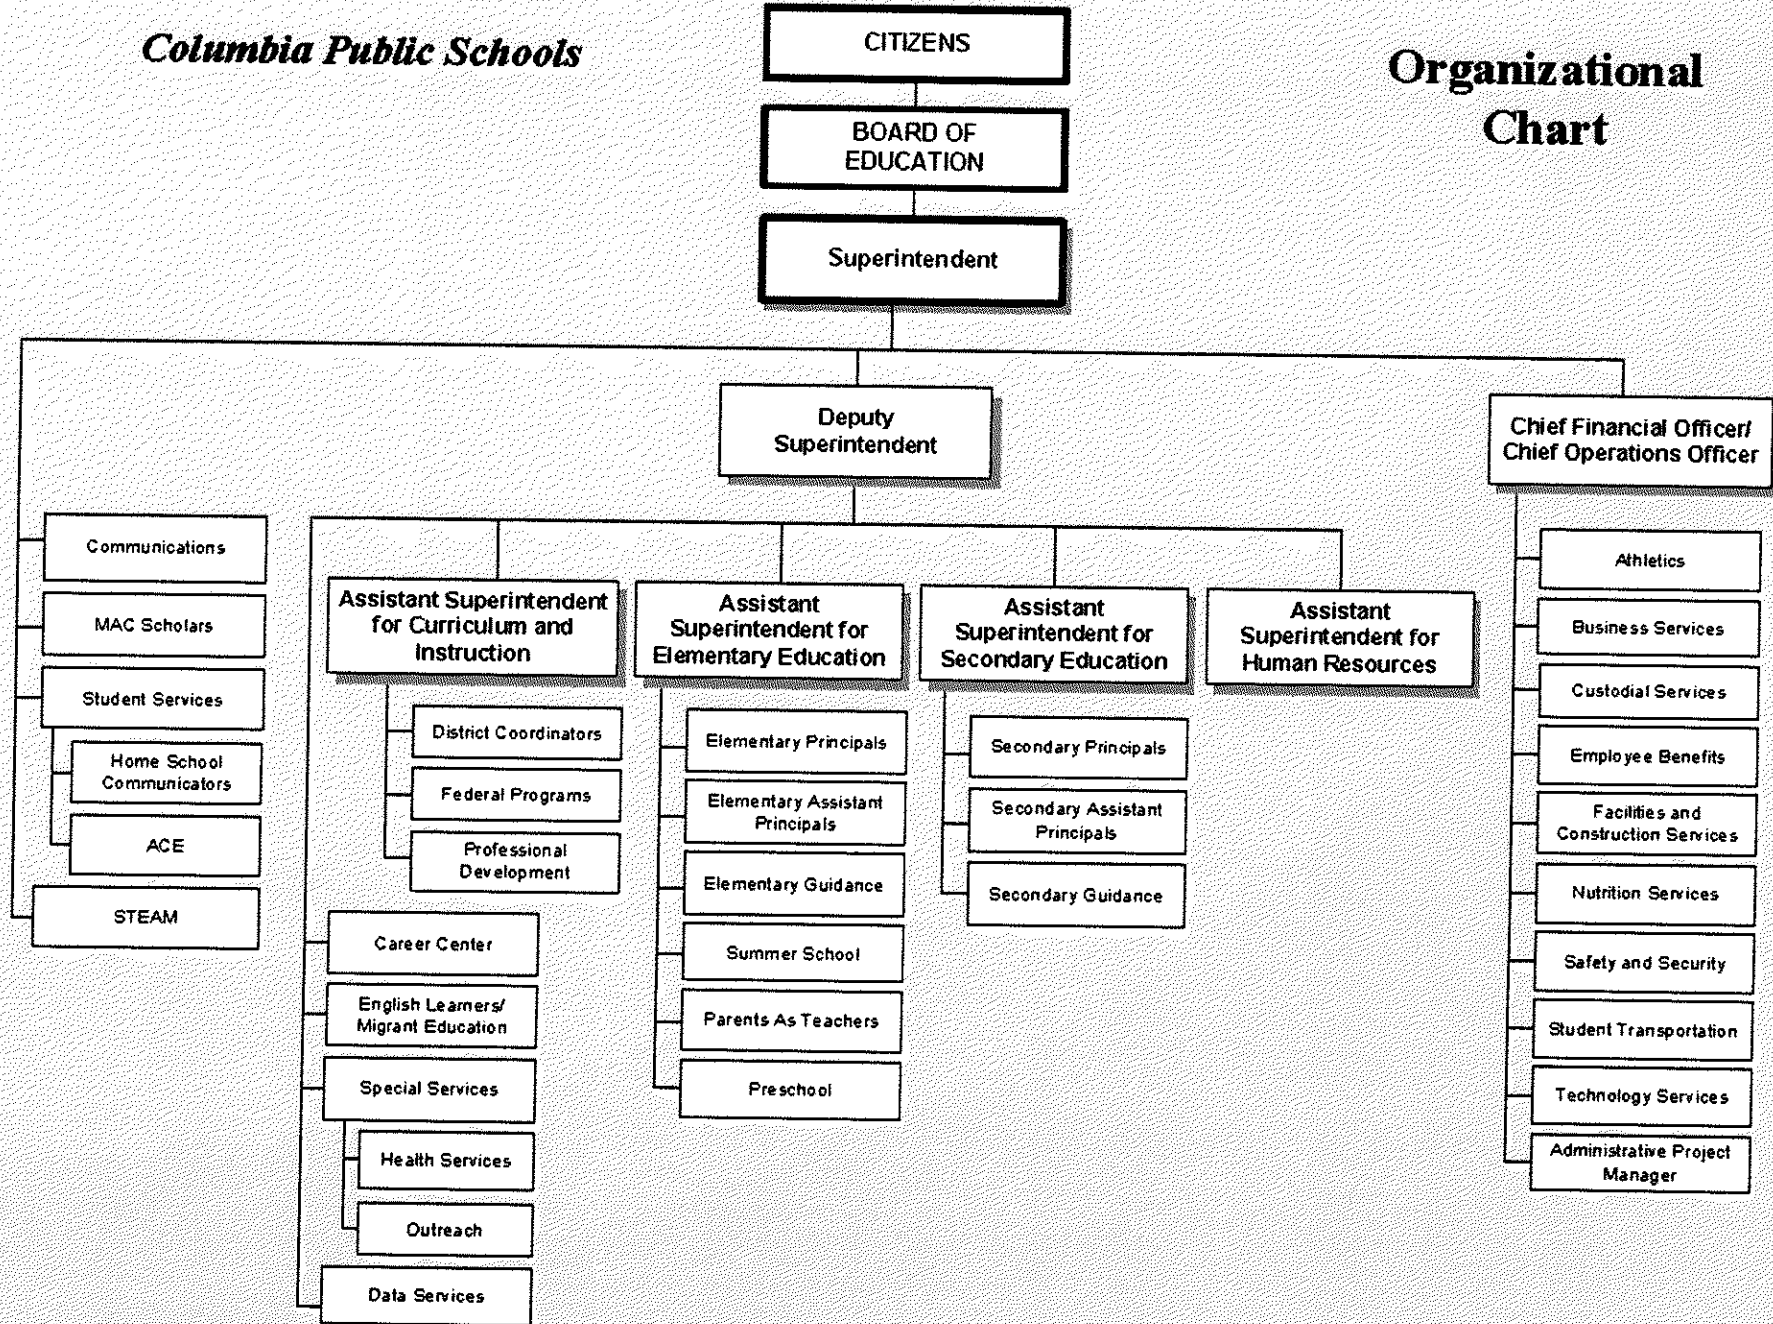 Columbia Public Schools
Organizational
Chart
CITIZENS
BOARD OF
EDUCATION
Superintendent
Deputy
Superintendent
Chief Financial Officer/
Chief Operations Officer
Communications
MAC Scholars
Student Services
Home School
Communicators
ACE
STEAM
Assistant Superintendent
for Curriculum and
Instruction
District Coordinators
Federal Programs
Professional
Development
Career Center
English Learners/
Migrant Education
Special Services
Health Services
Outreach
Data Services
Assistant
Superintendent for
Elementary Education
Elementary Principals
Elementary Assistant
Principals
Elementary Guidance
Summer School
Parents As Teachers
Preschool
Assistant
Superintendent for
Secondary Education
Secondary Principals
Secondary Assistant
Principals
Secondary Guidance
Assistant
Superintendent for
Human Resources
Athletics
Business Services
Custodial Services
Employee Benefits
Facilities and
Construction Services
Nutrition Services
Safety and Security
Student Transportation
Technology Services
Administrative Project
Manager